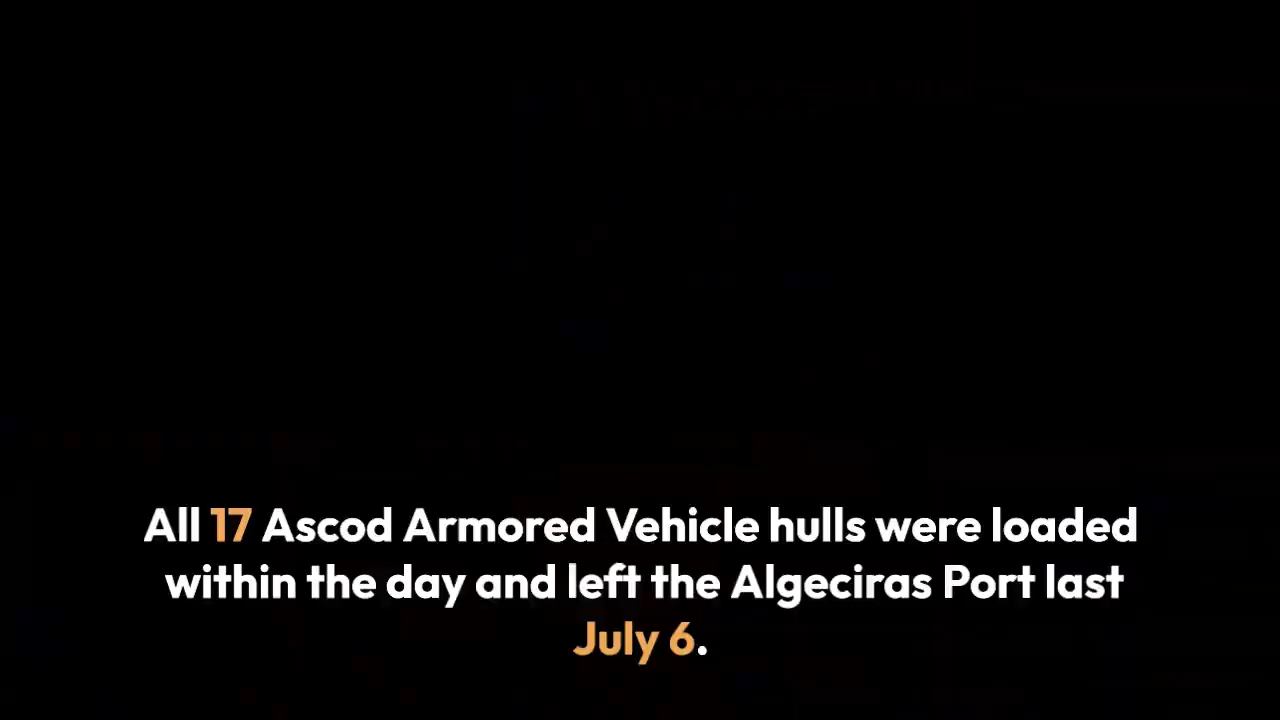 All 17 Ascod Armored Vehicle hulls were loaded
within the day and left the Algeciras Port last
July 6.